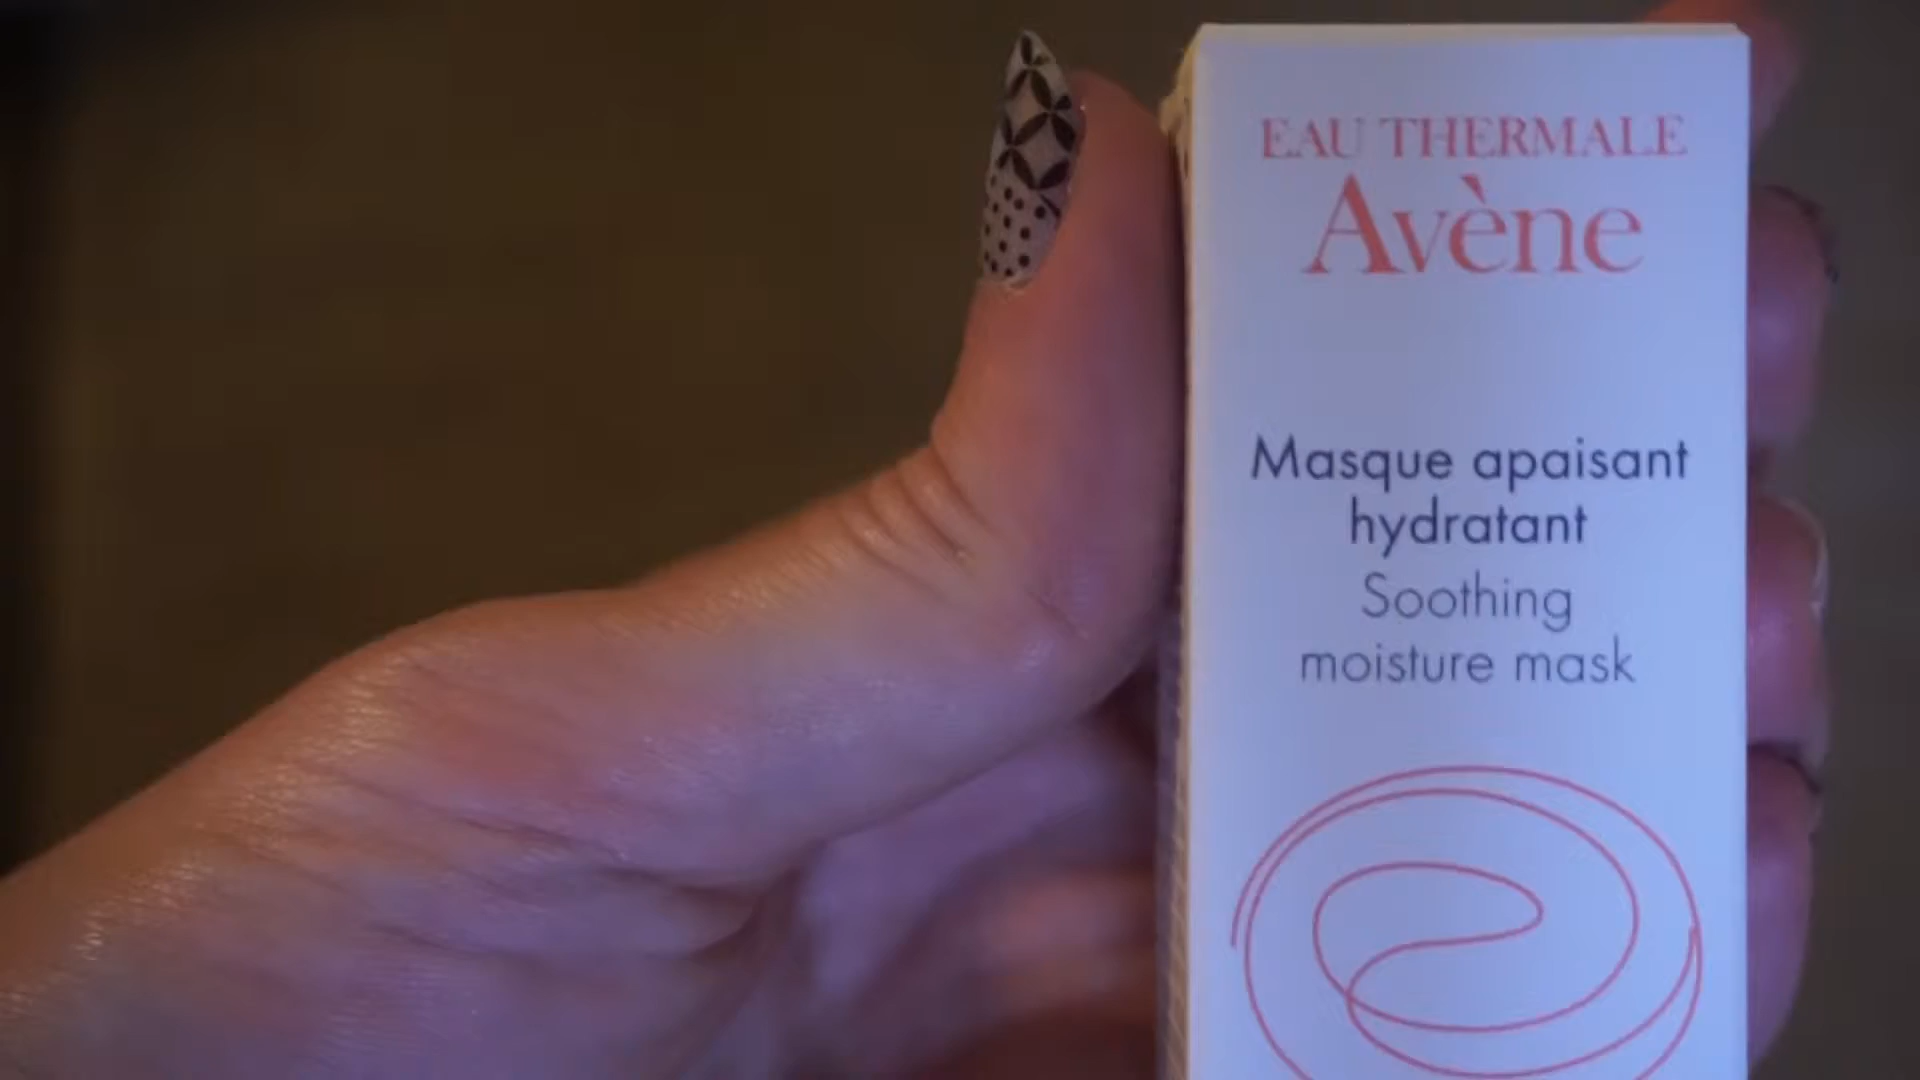 EAU THERMALE
Avène
Masque apaisant
hydratant
Soothing
moisture mask